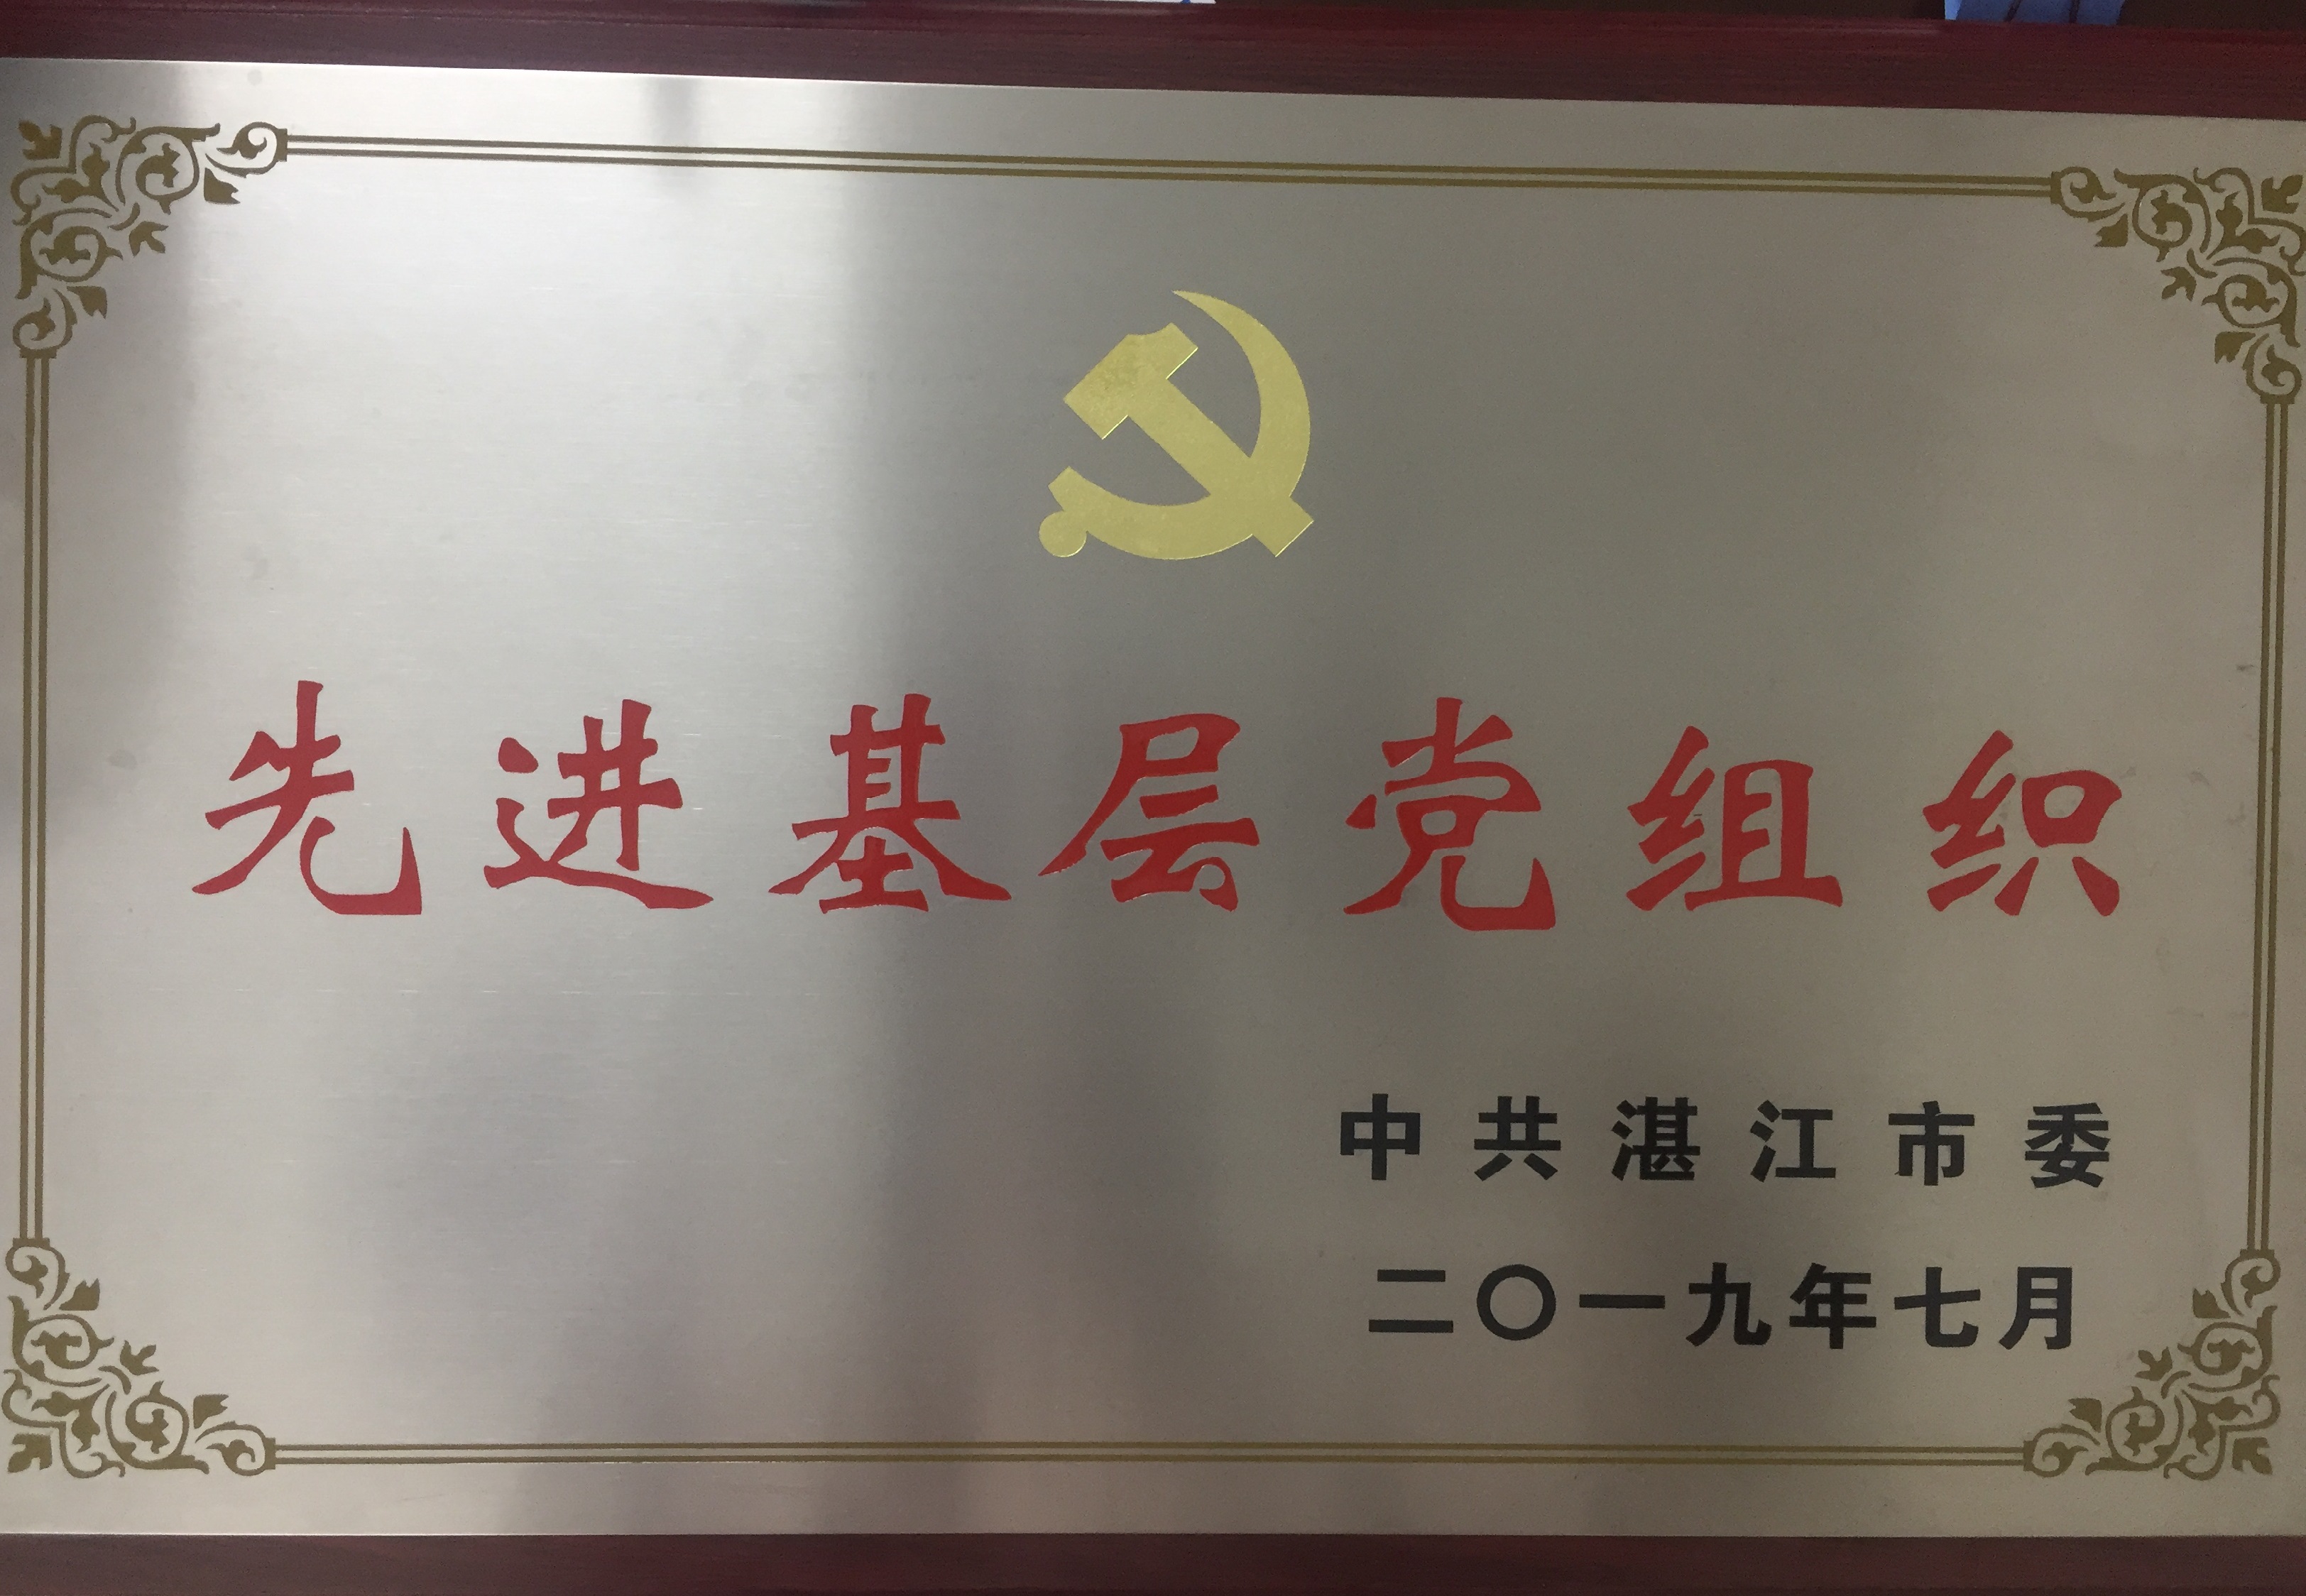 先进基层党组织
中共湛江市委
二〇一九年七月